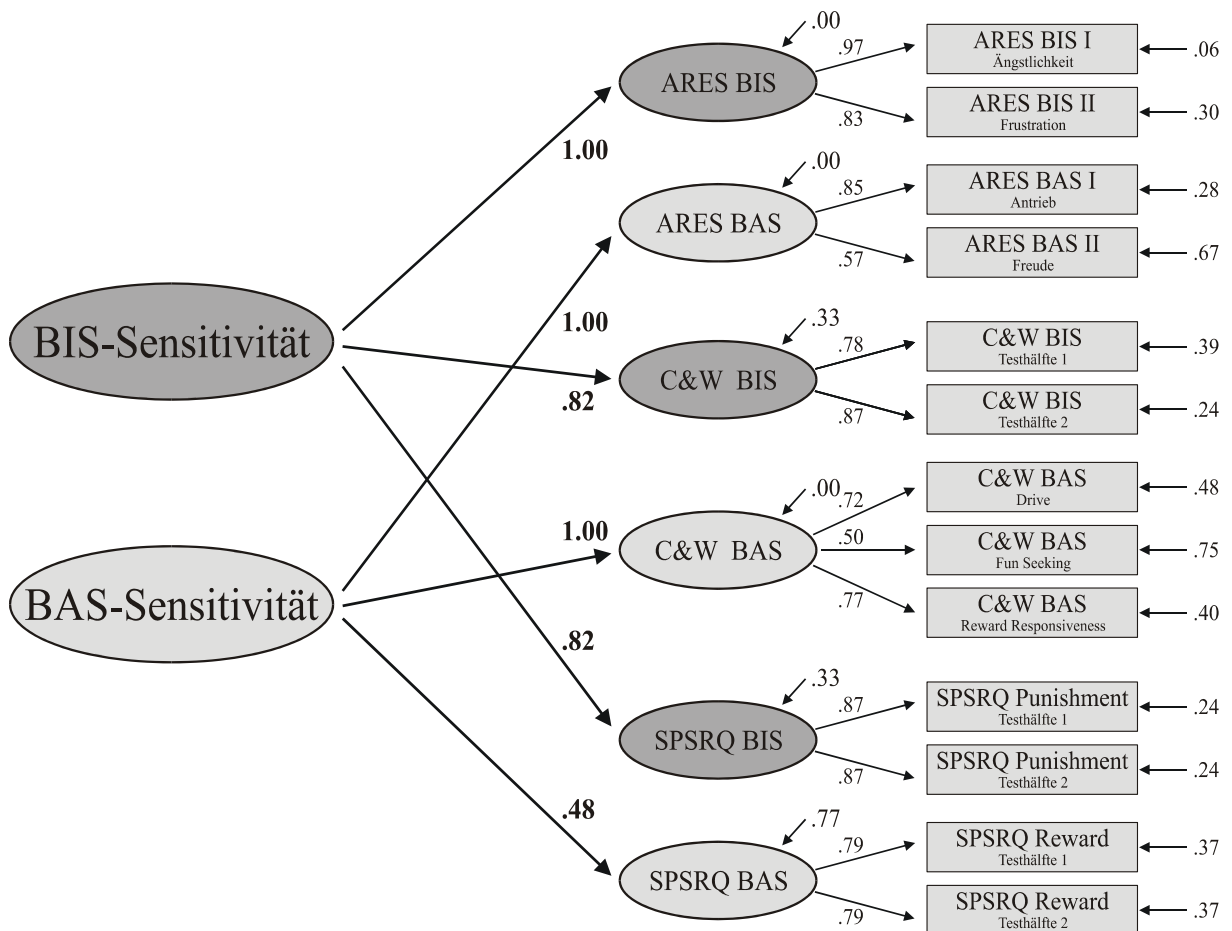 .00
.97
ARES BIS
ARES BIS I
Ängstlichkeit
.06
.83
ARES BIS II
Frustration
.30
1.00
.00
.85
ARES BAS
ARES BAS I
Antrieb
.28
.57
ARES BAS II
Freude
.67
BIS-Sensitivität
1.00
.82
.33
.78
C&W BIS
C&W BIS
Testhälfte 1
.39
.87
C&W BIS
Testhälfte 2
.24
BAS-Sensitivität
1.00
.00
.72
C&W BAS
C&W BAS
Drive
.48
.50
C&W BAS
Fun Seeking
.75
.77
C&W BAS
Reward Responsiveness
.40
.82
.33
.87
SPSRQ BIS
SPSRQ Punishment
Testhälfte 1
.24
.87
SPSRQ Punishment
Testhälfte 2
.24
.48
.77
.79
SPSRQ BAS
SPSRQ Reward
Testhälfte 1
.37
.79
SPSRQ Reward
Testhälfte 2
.37